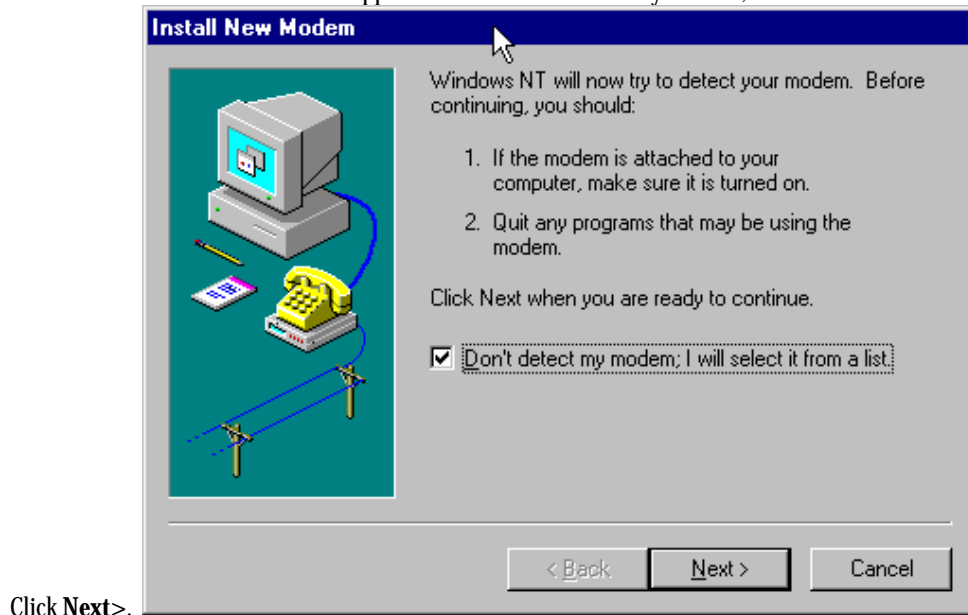 Install New Modem
Windows NT will now try to detect your modem. Before
continuing, you should:
1. If the modem is attached to your
computer, make sure it is turned on.
2. Quit any programs that may be using the
modem.
Click Next when you are ready to continue.
Don't detect my modem; I will select it from a list.
< Back
Next >
Cancel
Click Next>.